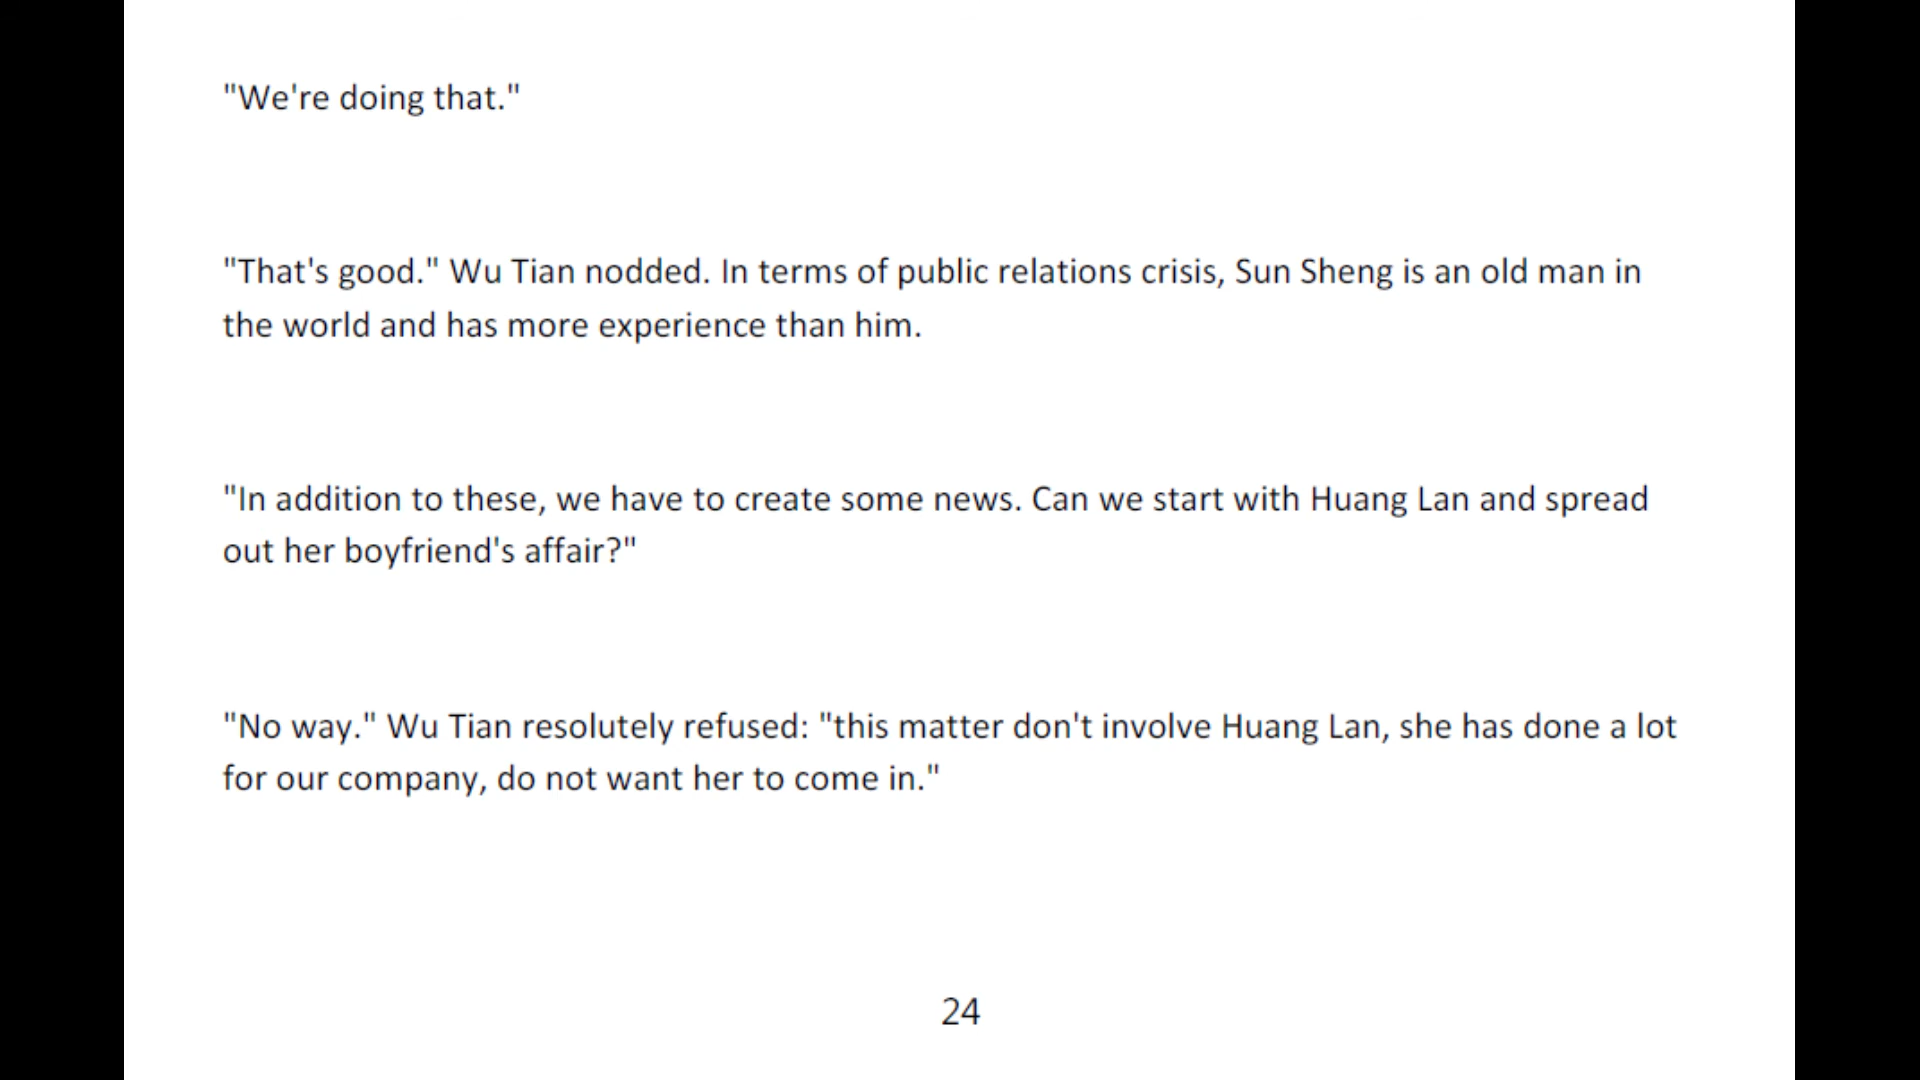 "We're doing that."
"That's good." Wu Tian nodded. In terms of public relations crisis, Sun Sheng is an old man in
the world and has more experience than him.
"In addition to these, we have to create some news. Can we start with Huang Lan and spread
out her boyfriend's affair?"
"No way." Wu Tian resolutely refused: "this matter don't involve Huang Lan, she has done a lot
for our company, do not want her to come in."
24